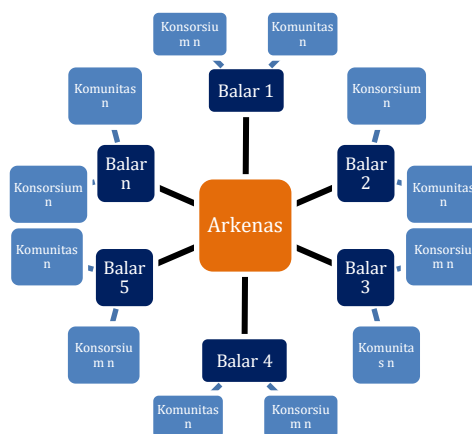 Konsorsiu
m n
Komunitas
n
Balar 1
Komunitas
n
Konsorsium
n
Balar
n
Balar
2
Konsorsium
n
Komunitas
n
Arkenas
Komunitas
n
Konsorsiu
m n
Balar
5
Balar
3
Konsorsiu
m n
Komunita
s n
Balar 4
Komunitas
n
Konsorsiu
m n